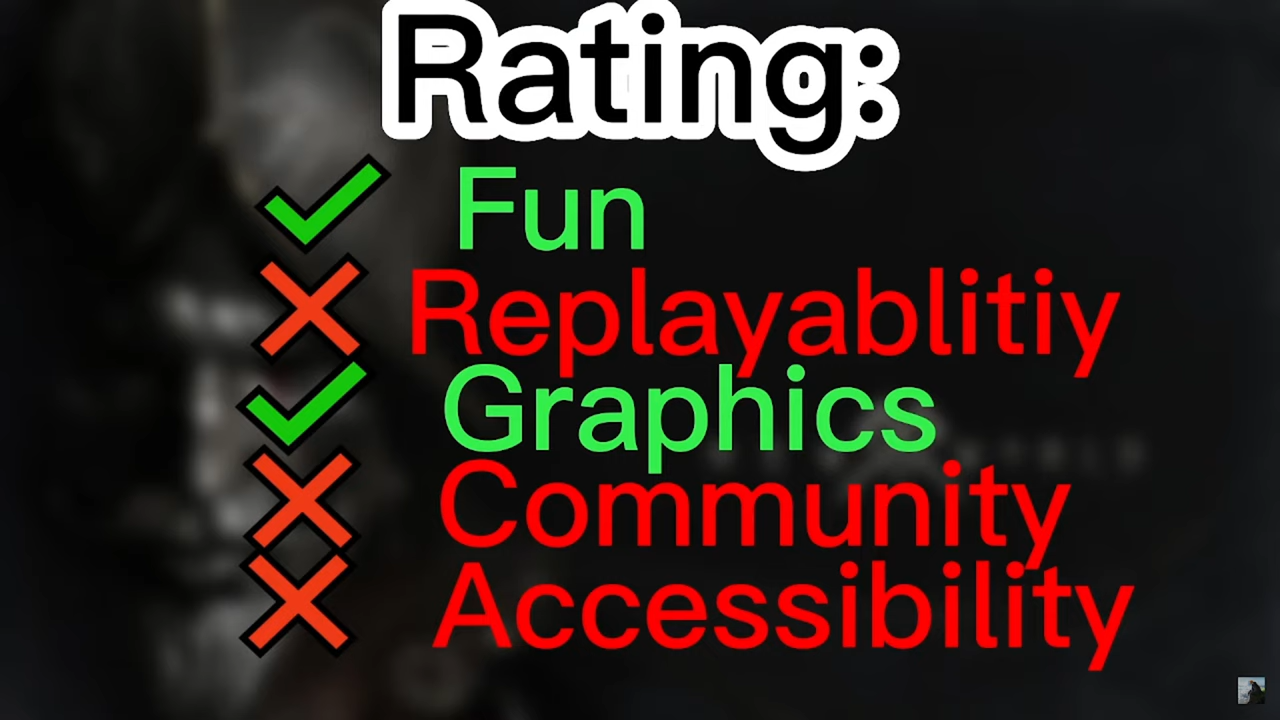 Rating:
Fun
Replayablitiy
Graphics
Community
Accessibility